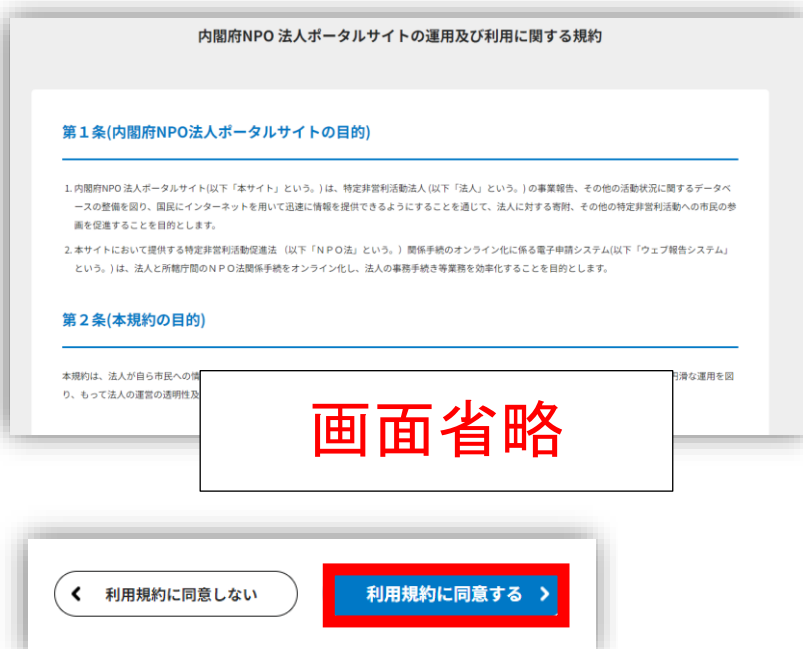 内閣府NPO 法人ポータルサイトの運用及び利用に関する規約
第１条(内閣府NPO法人ポータルサイトの目的)
1. 内閣府NPO 法人ポータルサイト(以下「本サイト」という。) は、特定非営利活動法人 (以下「法人」という。) の事業報告、その他の活動状況に関するデータベ
ースの整備を図り、国民にインターネットを用いて迅速に情報を提供できるようにすることを通じて、法人に対する寄附、その他の特定非営利活動への市民の参
画を促進することを目的とします。
2. 本サイトにおいて提供する特定非営利活動促進法 （以下「ＮＰＯ法」という。）関係手続のオンライン化に係る電子申請システム(以下「ウェブ報告システム」
という。) は、法人と所轄庁間のＮＰＯ法関係手続をオンライン化し、法人の事務手続き等業務を効率化することを目的とします。
第２条(本規約の目的)
本規約は、法人が自ら市民への情 円滑な運用を図
り、もって法人の運営の透明性及
画面省略
利用規約に同意しない
利用規約に同意する